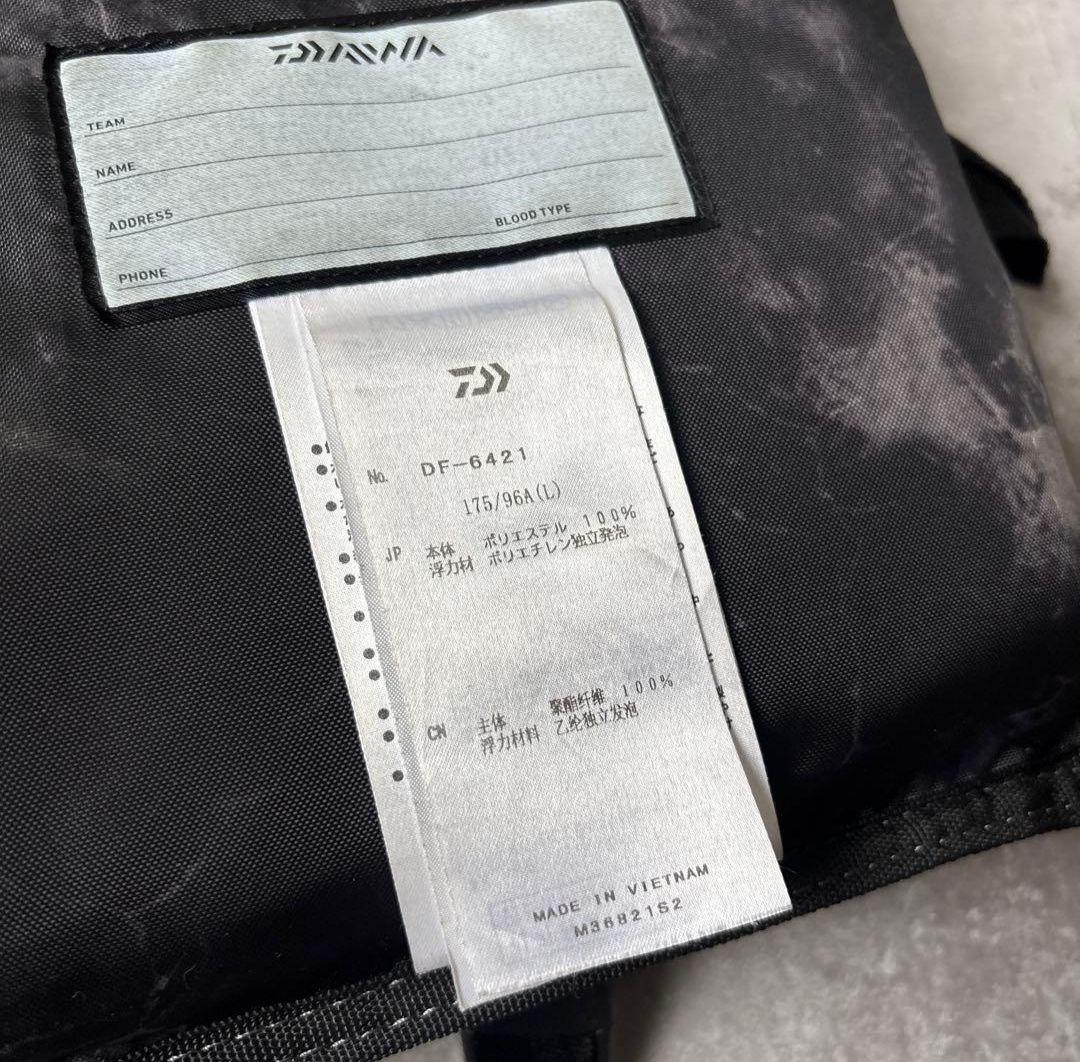 DAIWA
TEAM
NAME
ADDRESS
PHONE
BLOOD TYPE
No. DF-6421
175/96A(L)
JP 本体 ポリエステル 100%
浮力材 ポリエチレン独立発泡
CN 主体 聚酯纤维 100%
浮力材料 乙纶独立发泡
MADE IN VIETNAM
M36821S2